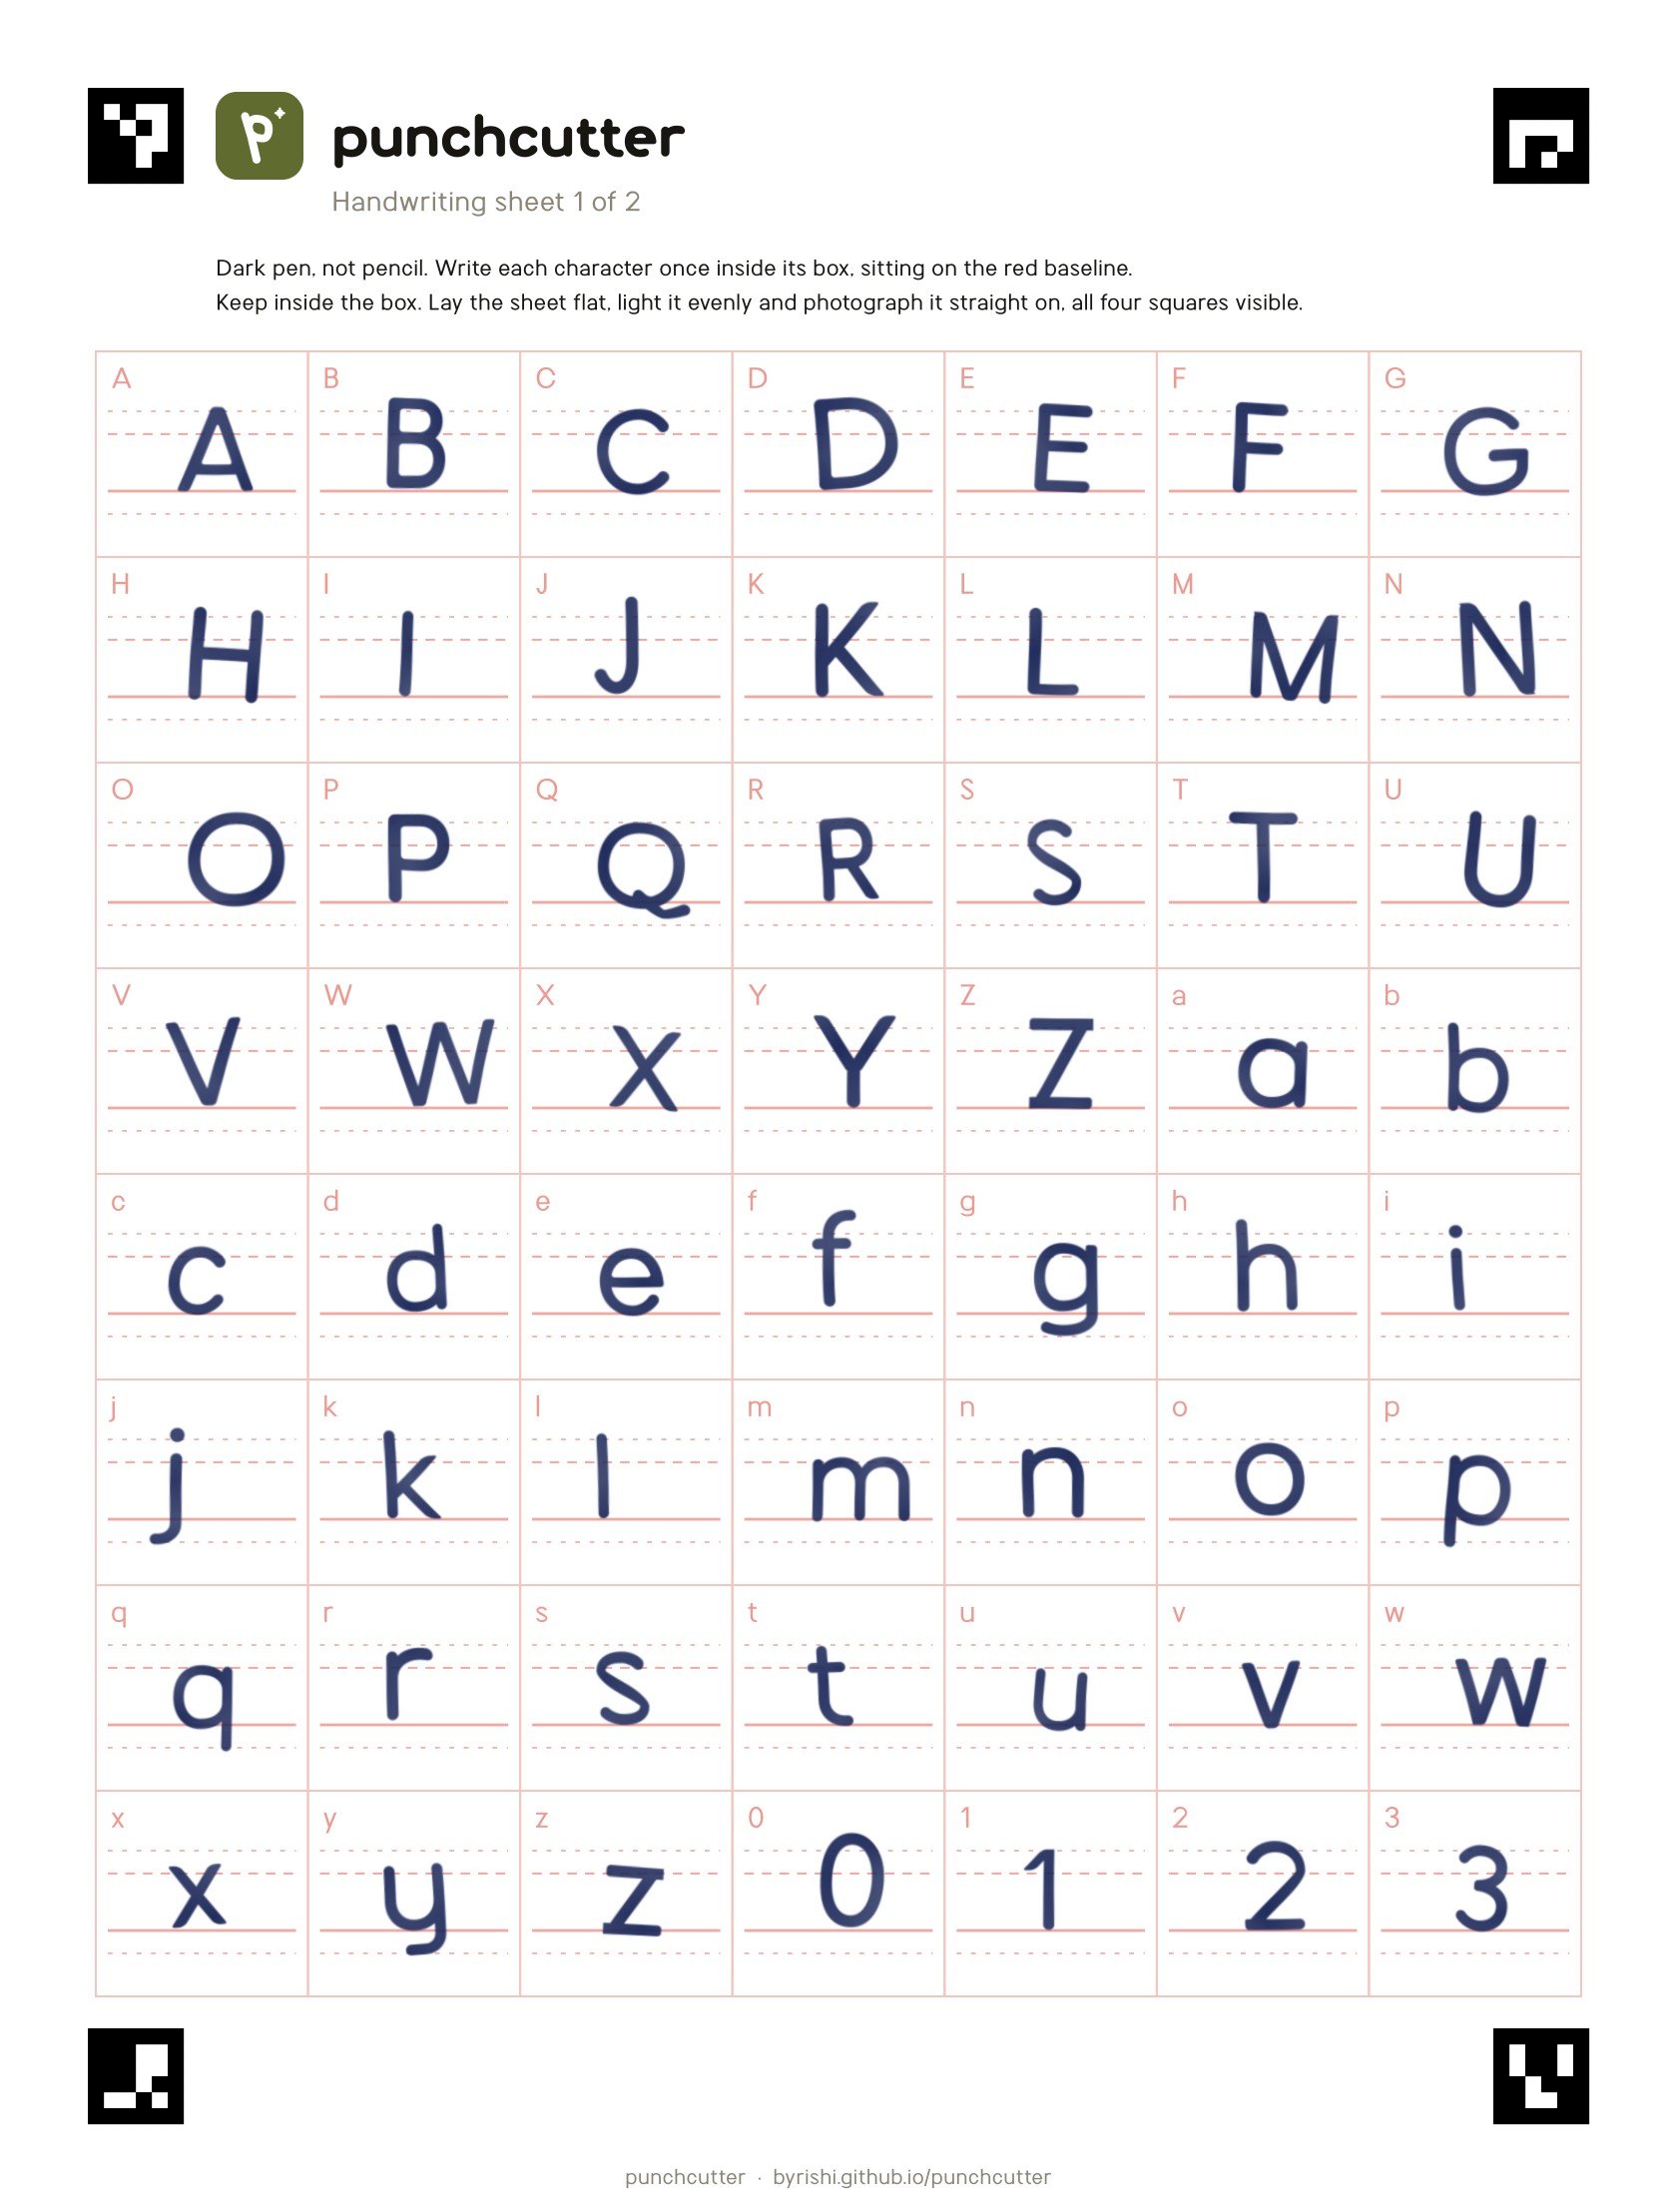 p
punchcutter
Handwriting sheet 1 of 2
Dark pen, not pencil. Write each character once inside its box, sitting on the red baseline.
Keep inside the box. Lay the sheet flat, light it evenly and photograph it straight on, all four squares visible.
A B C D E F G
A B C D E F G
H I J K L M N
H I J K L M N
O P Q R S T U
O P Q R S T U
V W X Y Z a b
V W X Y Z a b
c d e f g h i
c d e f g h i
j k l m n o p
j k l m n o p
q r s t u v w
q r s t u v w
x y z 0 1 2 3
x y z 0 1 2 3
punchcutter · byrishi.github.io/punchcutter